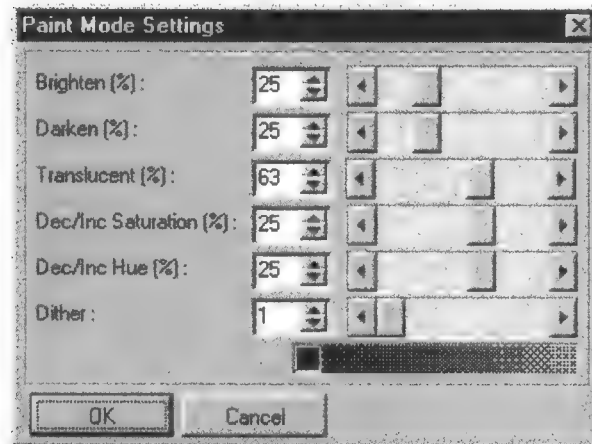 Paint Mode Settings
Brighten (%) : 25
Darken (%) : 25
Translucent (%) : 63
Dec/Inc Saturation (%) : 25
Dec/Inc Hue (%) : 25
Dither : 1
OK Cancel